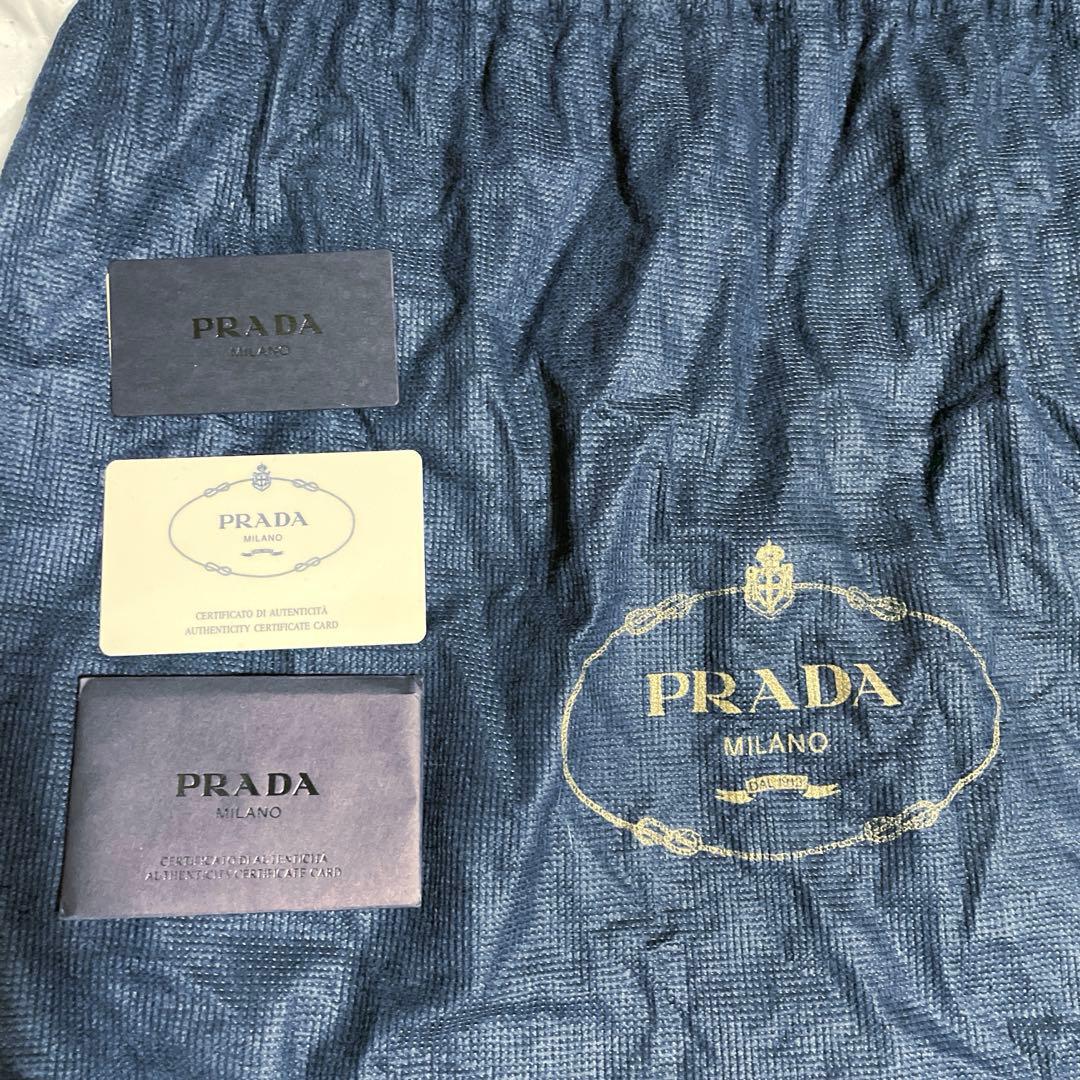 PRADA
MILANO
PRADA
MILANO
CERTIFICATO DI AUTENTICITÀ
AUTHENTICITY CERTIFICATE CARD
PRADA
MILANO
CERTIFICATO DI AUTENTICITÀ
AUTHENTICITY CERTIFICATE CARD
PRADA
MILANO
DAL 1913